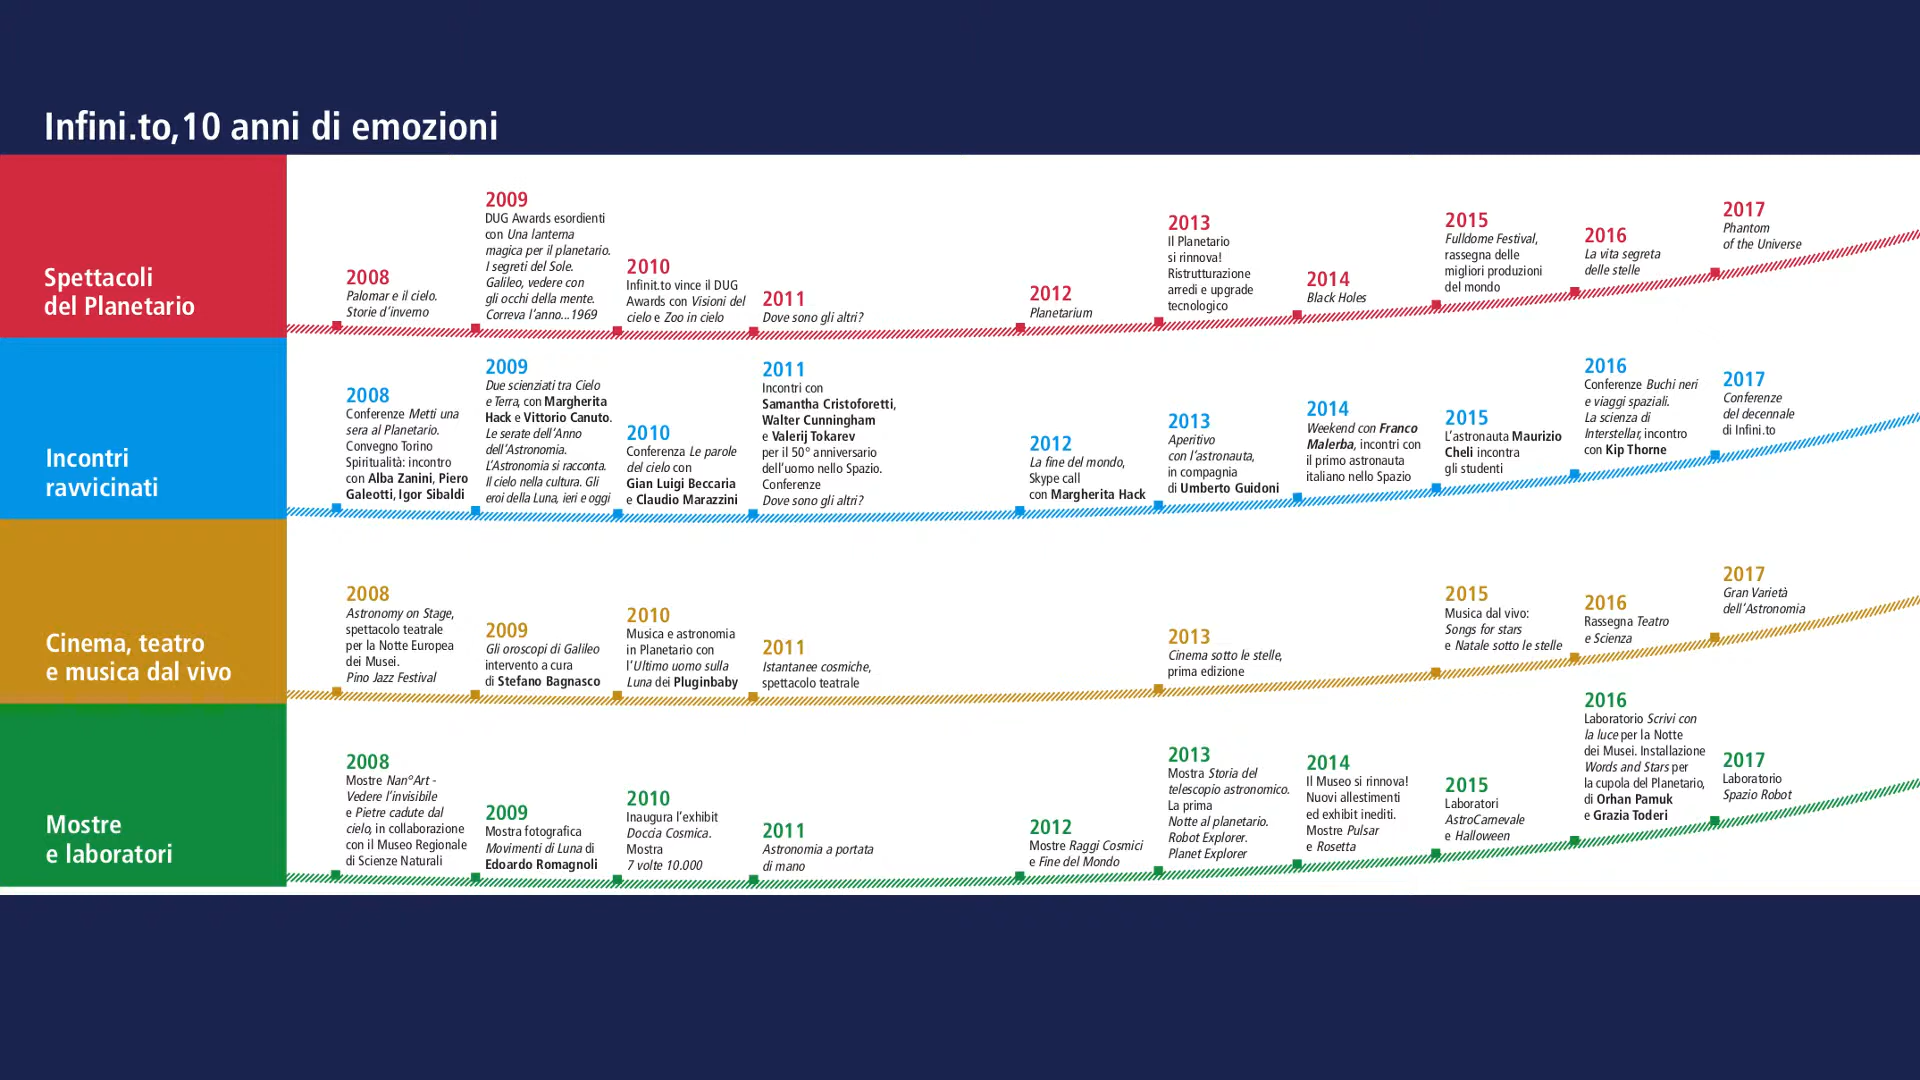 Infini.to,10 anni di emozioni
Spettacoli
del Planetario
2008
Palomar e il cielo.
Storie d'inverno
2009
DUG Awards esordienti
con Una lanterna
magica per il planetario.
I segreti del Sole.
Galileo, vedere con
gli occhi della mente.
Correva l'anno...1969
2010
Infinit.to vince il DUG
Awards con Visioni del
cielo e Zoo in cielo
2011
Dove sono gli altri?
2012
Planetarium
2013
Il Planetario
si rinnova!
Ristrutturazione
arredi e upgrade
tecnologico
2014
Black Holes
2015
Fulldome Festival,
rassegna delle
migliori produzioni
del mondo
2016
La vita segreta
delle stelle
2017
Phantom
of the Universe
Incontri
ravvicinati
2008
Conferenze Metti una
sera al Planetario.
Convegno Torino
Spiritualità: incontro
con Alba Zanini, Piero
Galeotti, Igor Sibaldi
2009
Due scienziati tra Cielo
e Terra, con Margherita
Hack e Vittorio Canuto.
Le serate dell'Anno
dell'Astronomia.
L'Astronomia si racconta.
Il cielo nella cultura. Gli
eroi della Luna, ieri e oggi
2010
Conferenza Le parole
del cielo con
Gian Luigi Beccaria
e Claudio Marazzini
2011
Incontri con
Samantha Cristoforetti,
Walter Cunningham
e Valerij Tokarev
per il 50° anniversario
dell'uomo nello Spazio.
Conferenze
Dove sono gli altri?
2012
La fine del mondo,
Skype call
con Margherita Hack
2013
Aperitivo
con l'astronauta,
in compagnia
di Umberto Guidoni
2014
Weekend con Franco
Malerba, incontri con
il primo astronauta
italiano nello Spazio
2015
L'astronauta Maurizio
Cheli incontra
gli studenti
2016
Conferenze Buchi neri
e viaggi spaziali.
La scienza di
Interstellar, incontro
con Kip Thorne
2017
Conferenze
del decennale
di Infini.to
Cinema, teatro
e musica dal vivo
2008
Astronomy on Stage,
spettacolo teatrale
per la Notte Europea
dei Musei.
Pino Jazz Festival
2009
Gli oroscopi di Galileo
intervento a cura
di Stefano Bagnasco
2010
Musica e astronomia
in Planetario con
l'Ultimo uomo sulla
Luna dei Pluginbaby
2011
Istantanee cosmiche,
spettacolo teatrale
2013
Cinema sotto le stelle,
prima edizione
2015
Musica dal vivo:
Songs for stars
e Natale sotto le stelle
2016
Rassegna Teatro
e Scienza
2017
Gran Varietà
dell'Astronomia
Mostre
e laboratori
2008
Mostre Nan°Art -
Vedere l'invisibile
e Pietre cadute dal
cielo, in collaborazione
con il Museo Regionale
di Scienze Naturali
2009
Mostra fotografica
Movimenti di Luna di
Edoardo Romagnoli
2010
Inaugura l'exhibit
Doccia Cosmica.
Mostra
7 volte 10.000
2011
Astronomia a portata
di mano
2012
Mostre Raggi Cosmici
e Fine del Mondo
2013
Mostra Storia del
telescopio astronomico.
La prima
Notte al planetario.
Robot Explorer.
Planet Explorer
2014
Il Museo si rinnova!
Nuovi allestimenti
ed exhibit inediti.
Mostre Pulsar
e Rosetta
2015
Laboratori
AstroCarnevale
e Halloween
2016
Laboratorio Scrivi con
la luce per la Notte
dei Musei. Installazione
Words and Stars per
la cupola del Planetario,
di Orhan Pamuk
e Grazia Toderi
2017
Laboratorio
Spazio Robot